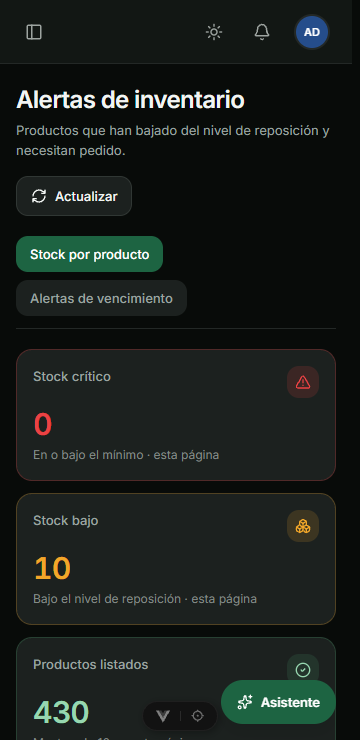 AD
Alertas de inventario
Productos que han bajado del nivel de reposición y
necesitan pedido.
Actualizar
Stock por producto
Alertas de vencimiento
Stock crítico
0
En o bajo el mínimo · esta página
Stock bajo
10
Bajo el nivel de reposición · esta página
Productos listados
430
Asistente